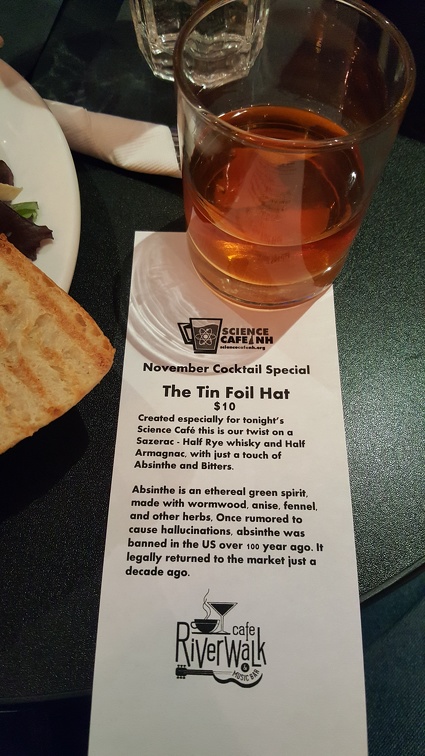 SCIENCE
CAFE NH
sciencecafenh.org
November Cocktail Special
The Tin Foil Hat
$10
Created especially for tonight's
Science Café this is our twist on a
Sazerac - Half Rye whisky and Half
Armagnac, with just a touch of
Absinthe and Bitters.
Absinthe is an ethereal green spirit,
made with wormwood, anise, fennel,
and other herbs, Once rumored to
cause hallucinations, absinthe was
banned in the US over 100 year ago. It
legally returned to the market just a
decade ago.
cafe
RiverWalk
& MUSIC BAR